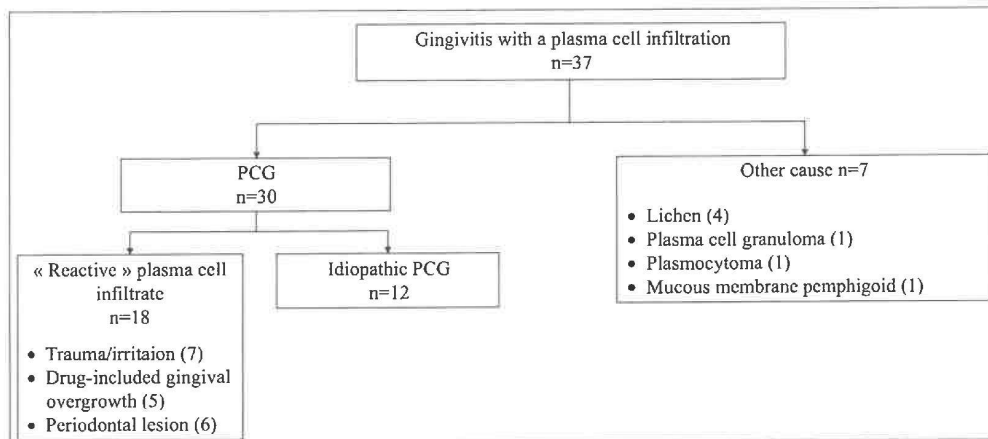 Gingivitis with a plasma cell infiltration
n=37
PCG
n=30
Other cause n=7
• Lichen (4)
• Plasma cell granuloma (1)
• Plasmocytoma (1)
• Mucous membrane pemphigoid (1)
« Reactive » plasma cell
infiltrate
n=18
• Trauma/irritaion (7)
• Drug-included gingival
overgrowth (5)
• Periodontal lesion (6)
Idiopathic PCG
n=12